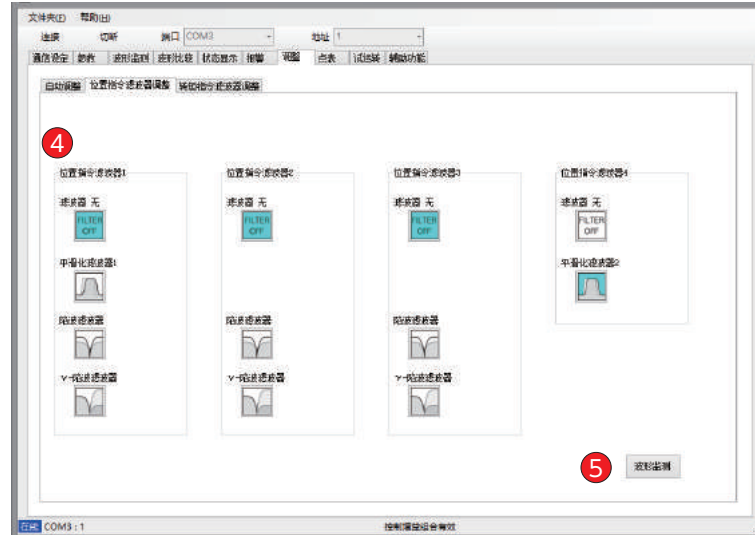 文件夹(F) 帮助(H)
连接 切断 端口 COM3 地址 1
通信设定 参数 波形监测 波形比较 状态显示 报警 调整 点表 试运转 辅助功能
自动调整 位置指令滤波器调整 转矩指令滤波器调整
4
位置指令滤波器1 位置指令滤波器2 位置指令滤波器3 位置指令滤波器4
滤波器 无 滤波器 无 滤波器 无 滤波器 无
FILTER OFF FILTER OFF FILTER OFF FILTER OFF
平滑化滤波器1 平滑化滤波器2
陷波滤波器 陷波滤波器 陷波滤波器
γ-陷波滤波器 γ-陷波滤波器 γ-陷波滤波器
5 波形监测
在线 COM3 : 1 控制增益组合有效